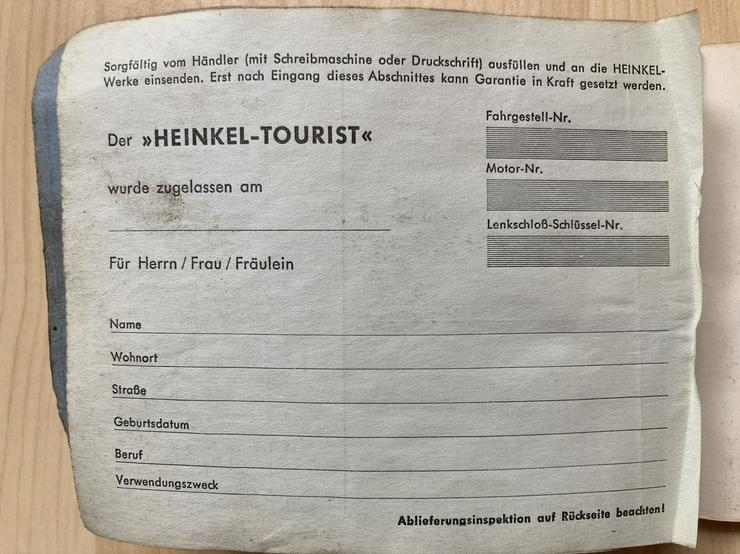 Sorgfältig vom Händler (mit Schreibmaschine oder Druckschrift) ausfüllen und an die HEINKEL-
Werke einsenden. Erst nach Eingang dieses Abschnittes kann Garantie in Kraft gesetzt werden.
Der »HEINKEL-TOURIST«
wurde zugelassen am
Für Herrn / Frau / Fräulein
Fahrgestell-Nr.
Motor-Nr.
Lenkschloß-Schlüssel-Nr.
Name
Wohnort
Straße
Geburtsdatum
Beruf
Verwendungszweck
Ablieferungsinspektion auf Rückseite beachten!